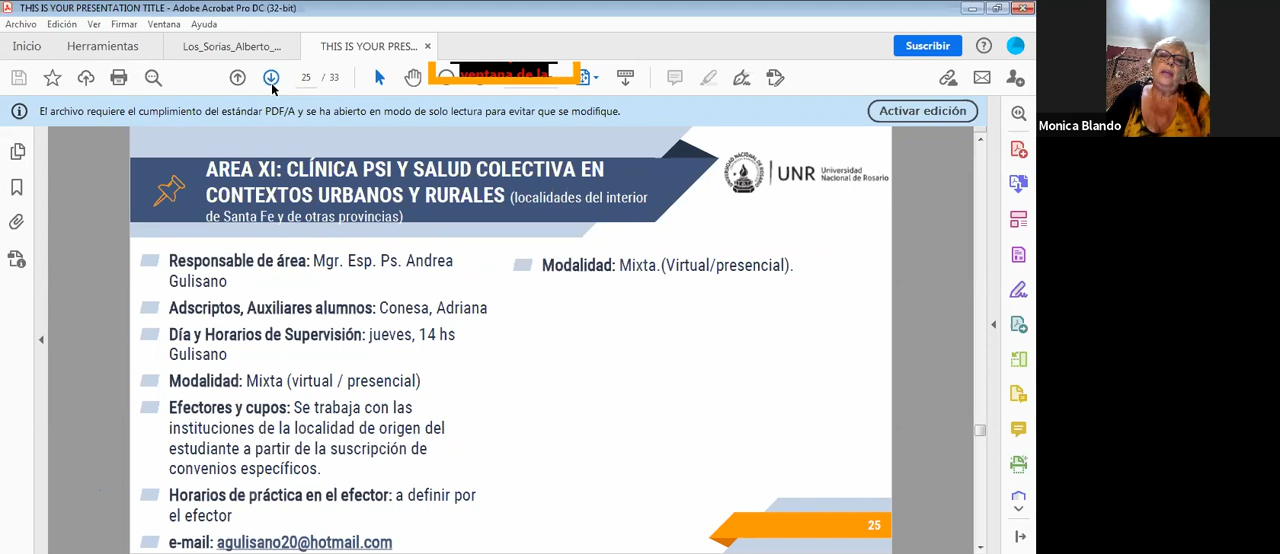 THIS IS YOUR PRESENTATION TITLE - Adobe Acrobat Pro DC (32-bit)
Archivo Edición Ver Firmar Ventana Ayuda
Inicio Herramientas Los_Sorias_Alberto_... THIS IS YOUR PRES... × Suscribir
25 / 33
ventana de la
El archivo requiere el cumplimiento del estándar PDF/A y se ha abierto en modo de solo lectura para evitar que se modifique. Activar edición
Monica Blando
AREA XI: CLÍNICA PSI Y SALUD COLECTIVA EN
CONTEXTOS URBANOS Y RURALES (localidades del interior
de Santa Fe y de otras provincias)
UNR Universidad
Nacional de Rosario
Responsable de área: Mgr. Esp. Ps. Andrea
Gulisano
Adscriptos, Auxiliares alumnos: Conesa, Adriana
Día y Horarios de Supervisión: jueves, 14 hs
Gulisano
Modalidad: Mixta (virtual / presencial)
Efectores y cupos: Se trabaja con las
instituciones de la localidad de origen del
estudiante a partir de la suscripción de
convenios específicos.
Horarios de práctica en el efector: a definir por
el efector
e-mail: agulisano20@hotmail.com
Modalidad: Mixta.(Virtual/presencial).
25